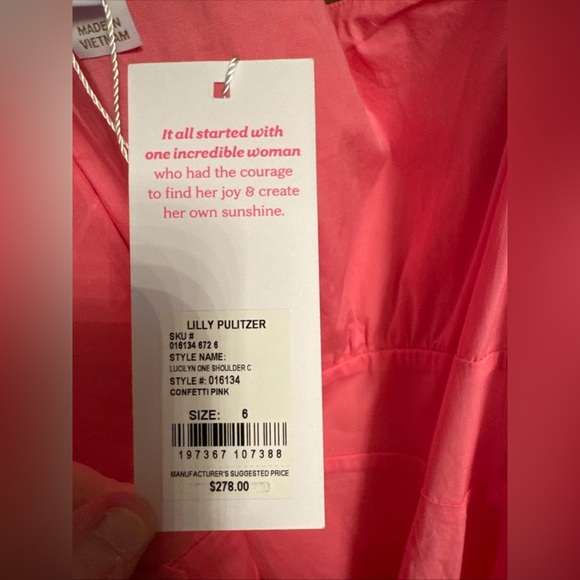 MADE IN
VIETNAM
It all started with
one incredible woman
who had the courage
to find her joy & create
her own sunshine.
LILLY PULITZER
SKU #
016134 672 6
STYLE NAME:
LUCILYN ONE SHOULDER C
STYLE #: 016134
CONFETTI PINK
SIZE: 6
197367 107388
MANUFACTURER'S SUGGESTED PRICE
$278.00